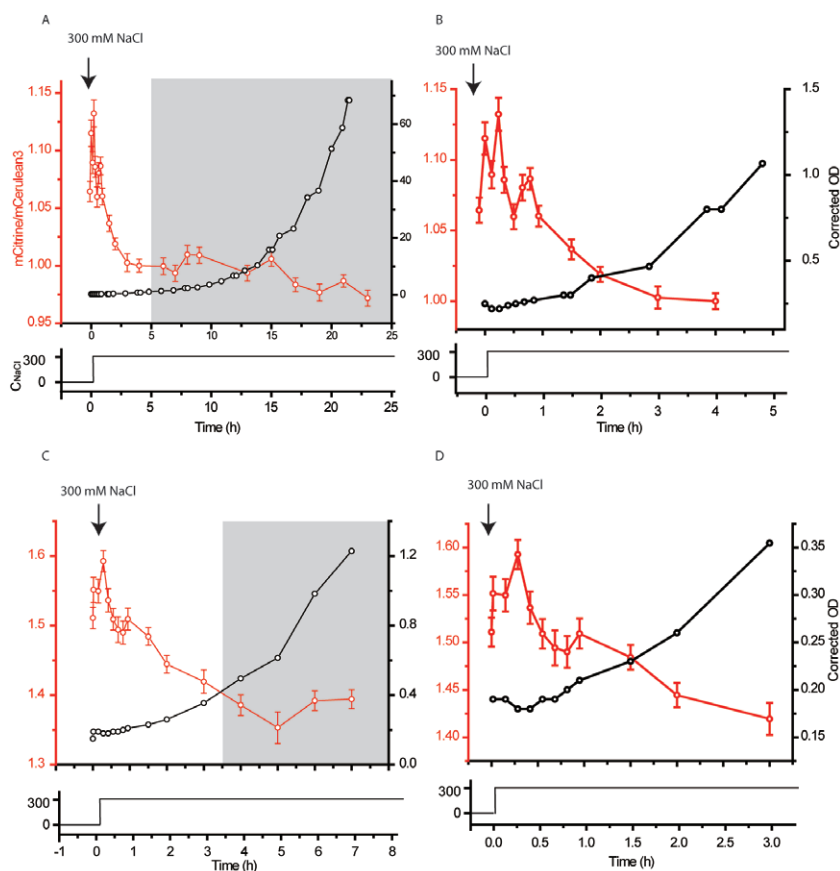 A
300 mM NaCl
1.15
1.10
1.05
1.00
0.95
mCitrine/mCerulean3
60
40
20
0
300
0
CNaCl
0 5 10 15 20 25
Time (h)
B
300 mM NaCl
1.15
1.10
1.05
1.00
1.5
1.0
0.5
Corrected OD
300
0
0 1 2 3 4 5
Time (h)
C
300 mM NaCl
1.6
1.5
1.4
1.3
1.2
0.8
0.4
0.0
300
0
-1 0 1 2 3 4 5 6 7 8
Time (h)
D
300 mM NaCl
1.60
1.55
1.50
1.45
1.40
0.35
0.30
0.25
0.20
0.15
Corrected OD
300
0
0.0 0.5 1.0 1.5 2.0 2.5 3.0
Time (h)